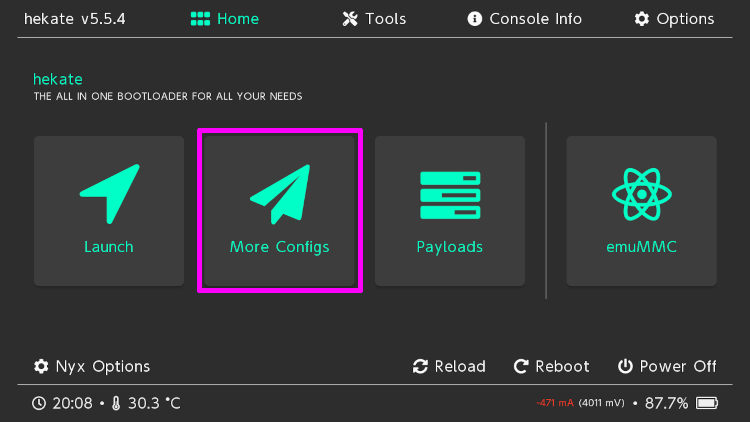 hekate v5.5.4 Home Tools Console Info Options
hekate
THE ALL IN ONE BOOTLOADER FOR ALL YOUR NEEDS
Launch More Configs Payloads emuMMC
Nyx Options Reload Reboot Power Off
20:08 • 30.3 °C -471 mA (4011 mV) • 87.7%